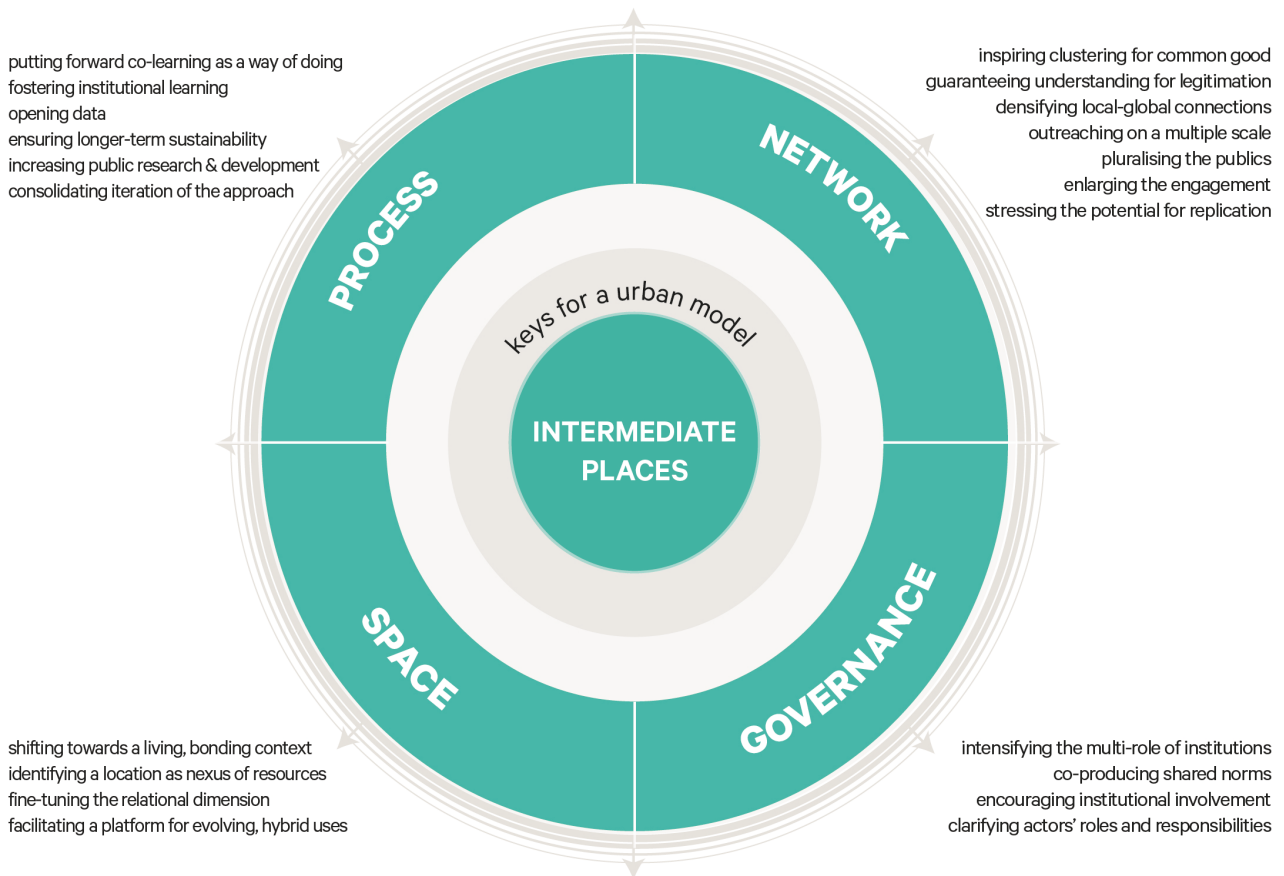 putting forward co-learning as a way of doing
fostering institutional learning
opening data
ensuring longer-term sustainability
increasing public research & development
consolidating iteration of the approach
inspiring clustering for common good
guaranteeing understanding for legitimation
densifying local-global connections
outreaching on a multiple scale
pluralising the publics
enlarging the engagement
stressing the potential for replication
PROCESS
NETWORK
keys for a urban model
INTERMEDIATE
PLACES
SPACE
GOVERNANCE
shifting towards a living, bonding context
identifying a location as nexus of resources
fine-tuning the relational dimension
facilitating a platform for evolving, hybrid uses
intensifying the multi-role of institutions
co-producing shared norms
encouraging institutional involvement
clarifying actors’ roles and responsibilities